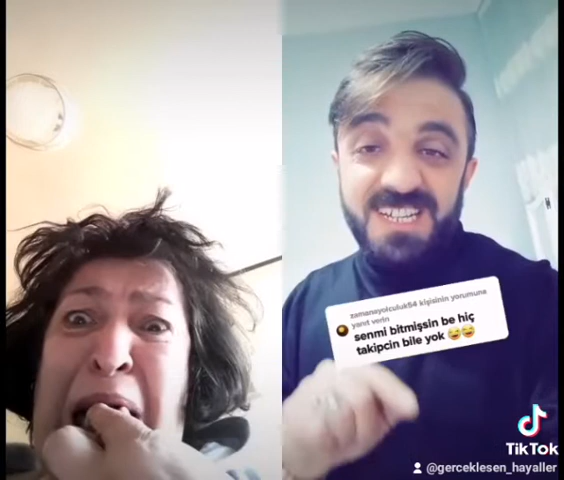 zamanayolculuk54 kişisinin yorumuna
yanıt verin
senmi bitmişsin be hiç
takipcin bile yok 😂😂
TikTok
@gerceklesen_hayaller